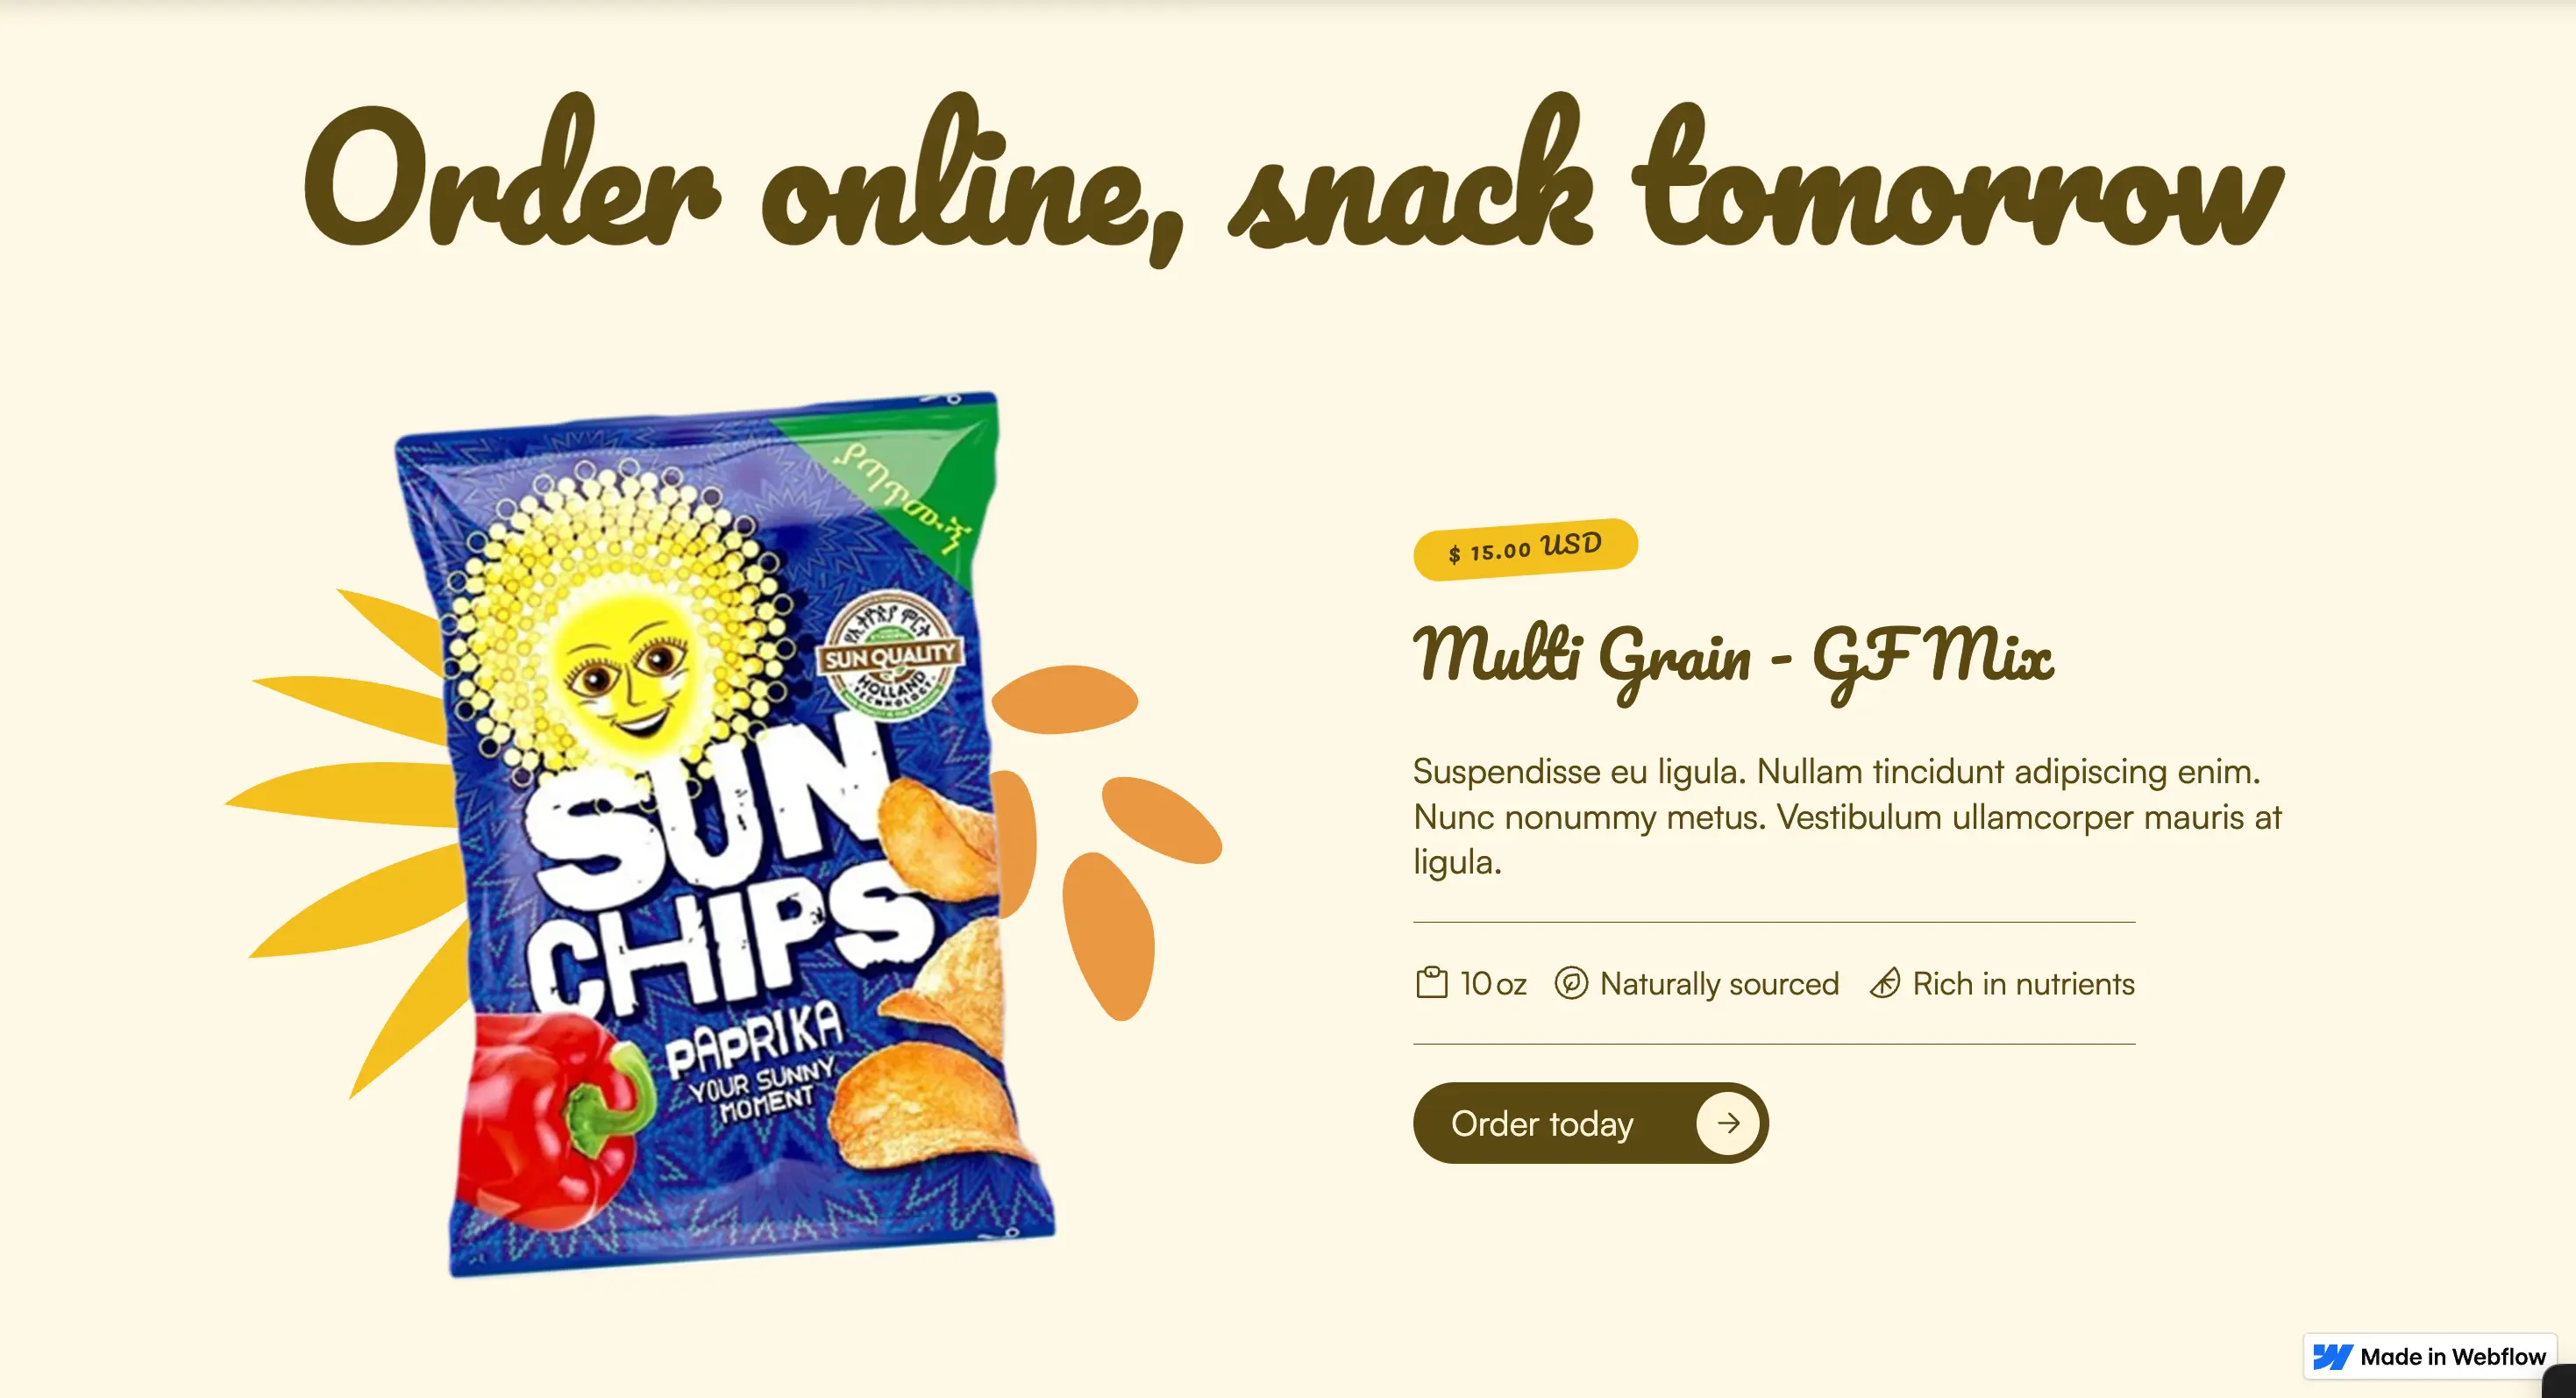 Order online, snack tomorrow
ያጣጥሙኝ
SUN QUALITY
HOLLAND
TECHNOLOGY
SUN
CHIPS
PAPRIKA
YOUR SUNNY
MOMENT
$ 15.00 USD
Multi Grain - GF Mix
Suspendisse eu ligula. Nullam tincidunt adipiscing enim.
Nunc nonummy metus. Vestibulum ullamcorper mauris at
ligula.
10 oz Naturally sourced Rich in nutrients
Order today
Made in Webflow